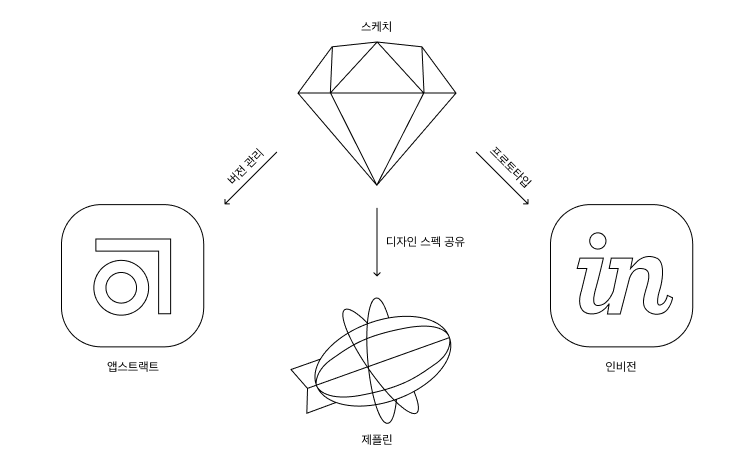 스케치
버전 관리
프로토타입
디자인 스펙 공유
in
앱스트랙트
인비전
제플린